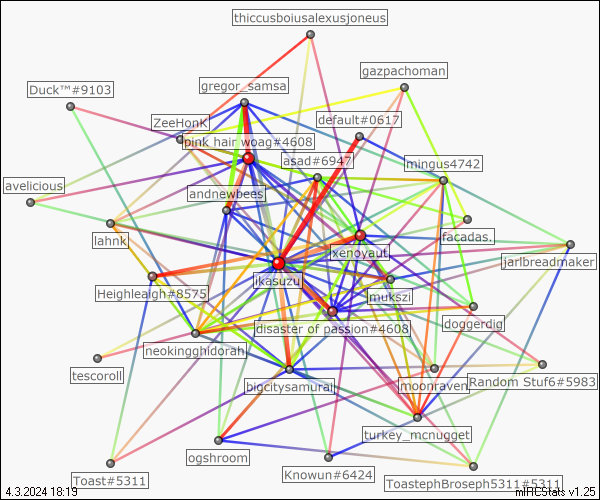 thiccusboiusalexusjoneus
gazpachoman
gregor_samsa
Duck™#9103
default#0617
ZeeHonK
pink hair woag#4608
asad#6947
mingus4742
avelicious
andnewbees
lahnk
xenoyaut
facadas.
jarlbreadmaker
ikasuzu
mukszi
Heighleaigh#8575
disaster of passion#4608
doggerdig
neokingghidorah
tescoroll
bigcitysamurai
moonraven
Random Stuf6#5983
turkey_mcnugget
ogshroom
Knowun#6424
Toast#5311
ToastephBroseph5311#5311
4.3.2024 18:19
mIRCStats v1.25